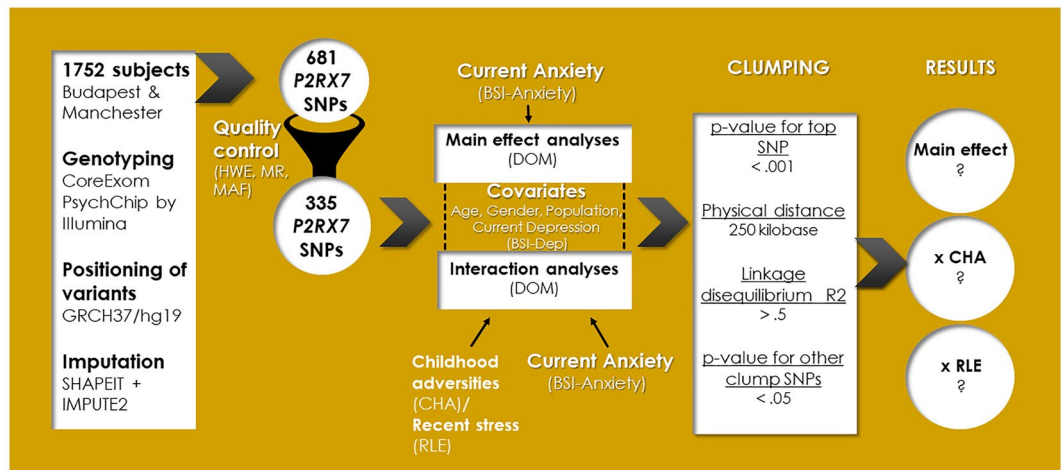 1752 subjects
Budapest &
Manchester
Genotyping
CoreExom
PsychChip by
Illumina
Positioning of
variants
GRCH37/hg19
Imputation
SHAPEIT +
IMPUTE2
681
P2RX7
SNPs
Quality
control
(HWE, MR,
MAF)
335
P2RX7
SNPs
Current Anxiety
(BSI-Anxiety)
Main effect analyses
(DOM)
Covariates
Age, Gender, Population,
Current Depression
(BSI-Dep)
Interaction analyses
(DOM)
Childhood
adversities
(CHA)/
Recent stress
(RLE)
Current Anxiety
(BSI-Anxiety)
CLUMPING
p-value for top
SNP
< .001
Physical distance
250 kilobase
Linkage
disequilibrium R2
> .5
p-value for other
clump SNPs
< .05
RESULTS
Main effect
?
x CHA
?
x RLE
?